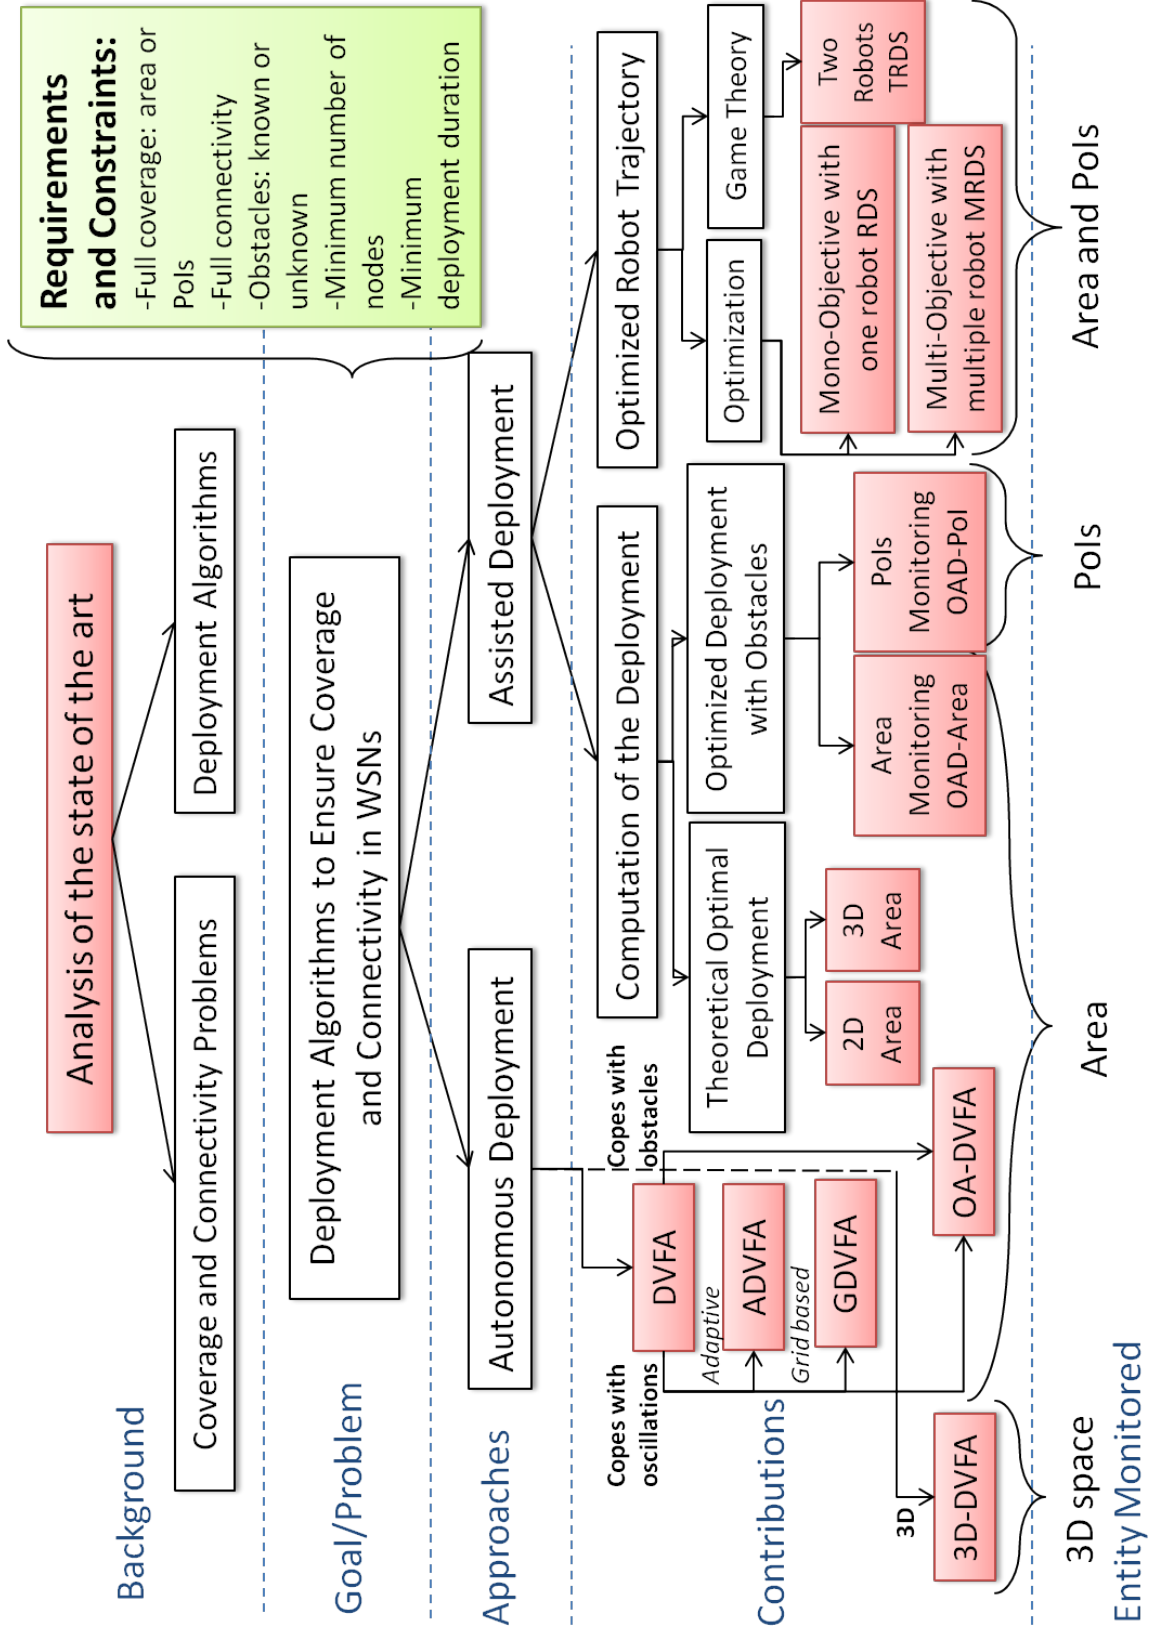 Analysis of the state of the art
Requirements
and Constraints:
-Full coverage: area or
PoIs
-Full connectivity
-Obstacles: known or
unknown
-Minimum number of
nodes
-Minimum
deployment duration
Background
Coverage and Connectivity Problems
Deployment Algorithms
Goal/Problem
Deployment Algorithms to Ensure Coverage
and Connectivity in WSNs
Approaches
Autonomous Deployment
Assisted Deployment
Contributions
Copes with
oscillations
Copes with
obstacles
DVFA
Adaptive
ADVFA
Grid based
GDVFA
3D
3D-DVFA
OA-DVFA
Computation of the Deployment
Theoretical Optimal
Deployment
2D
Area
3D
Area
Optimized Deployment
with Obstacles
Area
Monitoring
OAD-Area
PoIs
Monitoring
OAD-PoI
Optimized Robot Trajectory
Optimization
Game Theory
Mono-Objective with
one robot RDS
Multi-Objective with
multiple robot MRDS
Two
Robots
TRDS
3D space
Area
PoIs
Area and PoIs
Entity Monitored